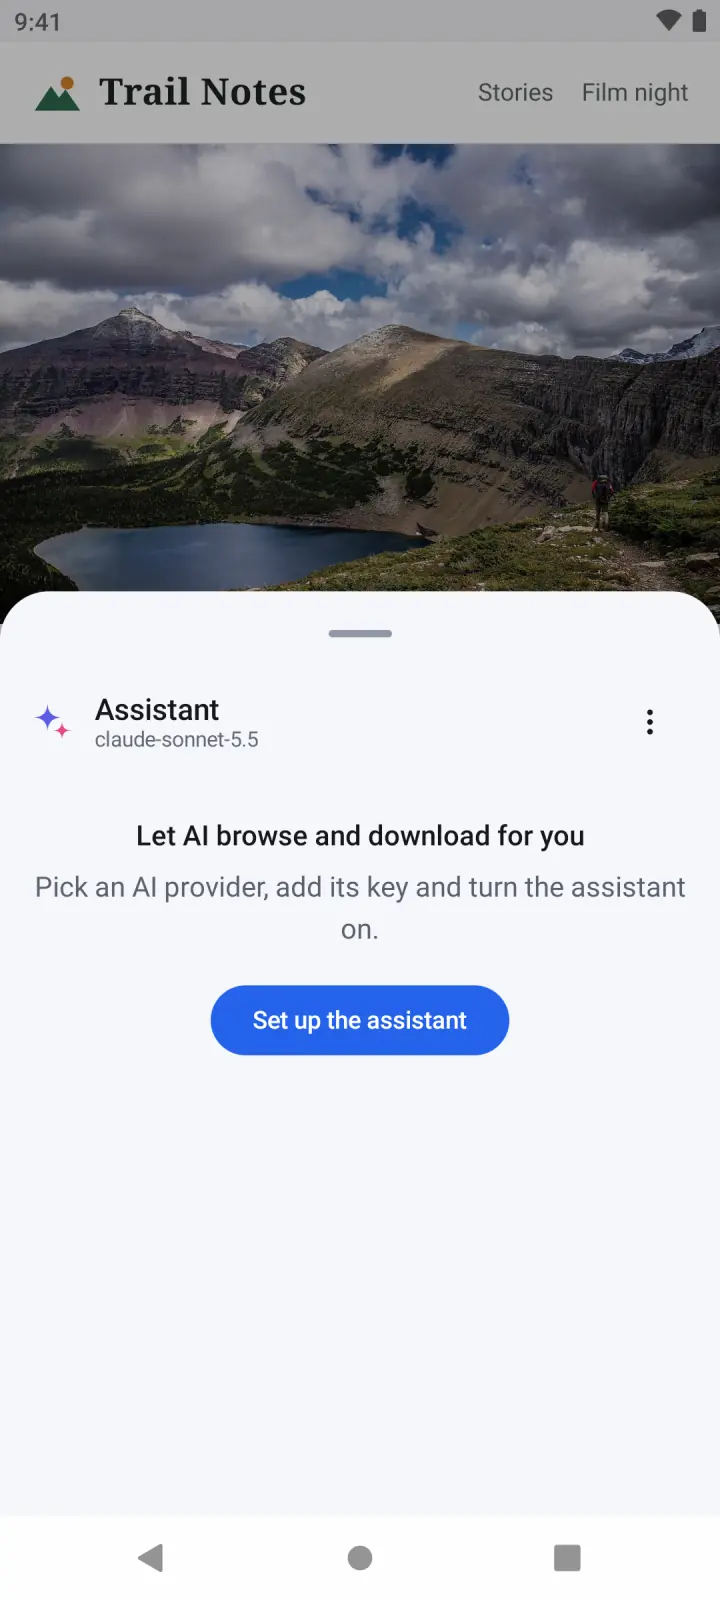 9:41
Trail Notes
Stories
Film night
Assistant
claude-sonnet-5.5
Let AI browse and download for you
Pick an AI provider, add its key and turn the assistant
on.
Set up the assistant